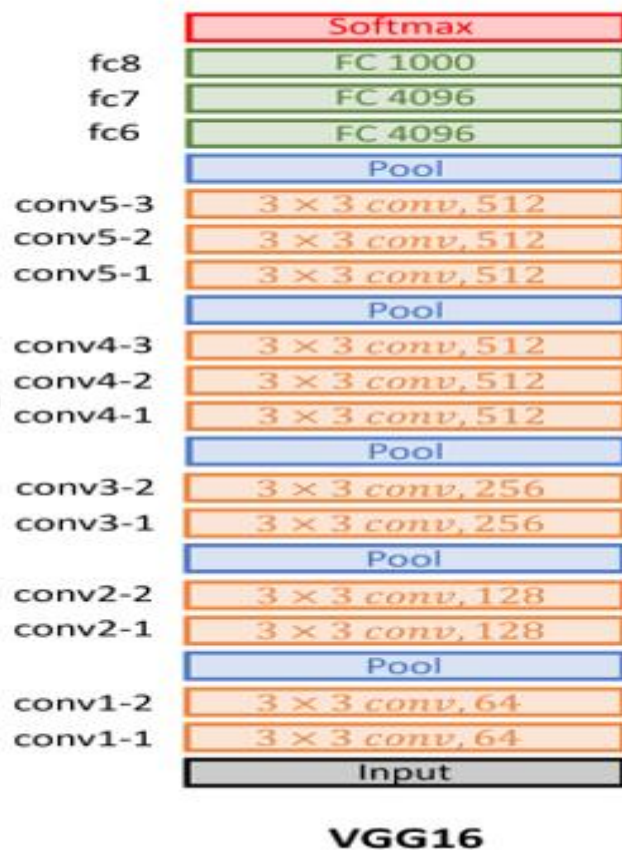 Softmax
fc8 FC 1000
fc7 FC 4096
fc6 FC 4096
Pool
conv5-3 3 × 3 conv, 512
conv5-2 3 × 3 conv, 512
conv5-1 3 × 3 conv, 512
Pool
conv4-3 3 × 3 conv, 512
conv4-2 3 × 3 conv, 512
conv4-1 3 × 3 conv, 512
Pool
conv3-2 3 × 3 conv, 256
conv3-1 3 × 3 conv, 256
Pool
conv2-2 3 × 3 conv, 128
conv2-1 3 × 3 conv, 128
Pool
conv1-2 3 × 3 conv, 64
conv1-1 3 × 3 conv, 64
Input
VGG16